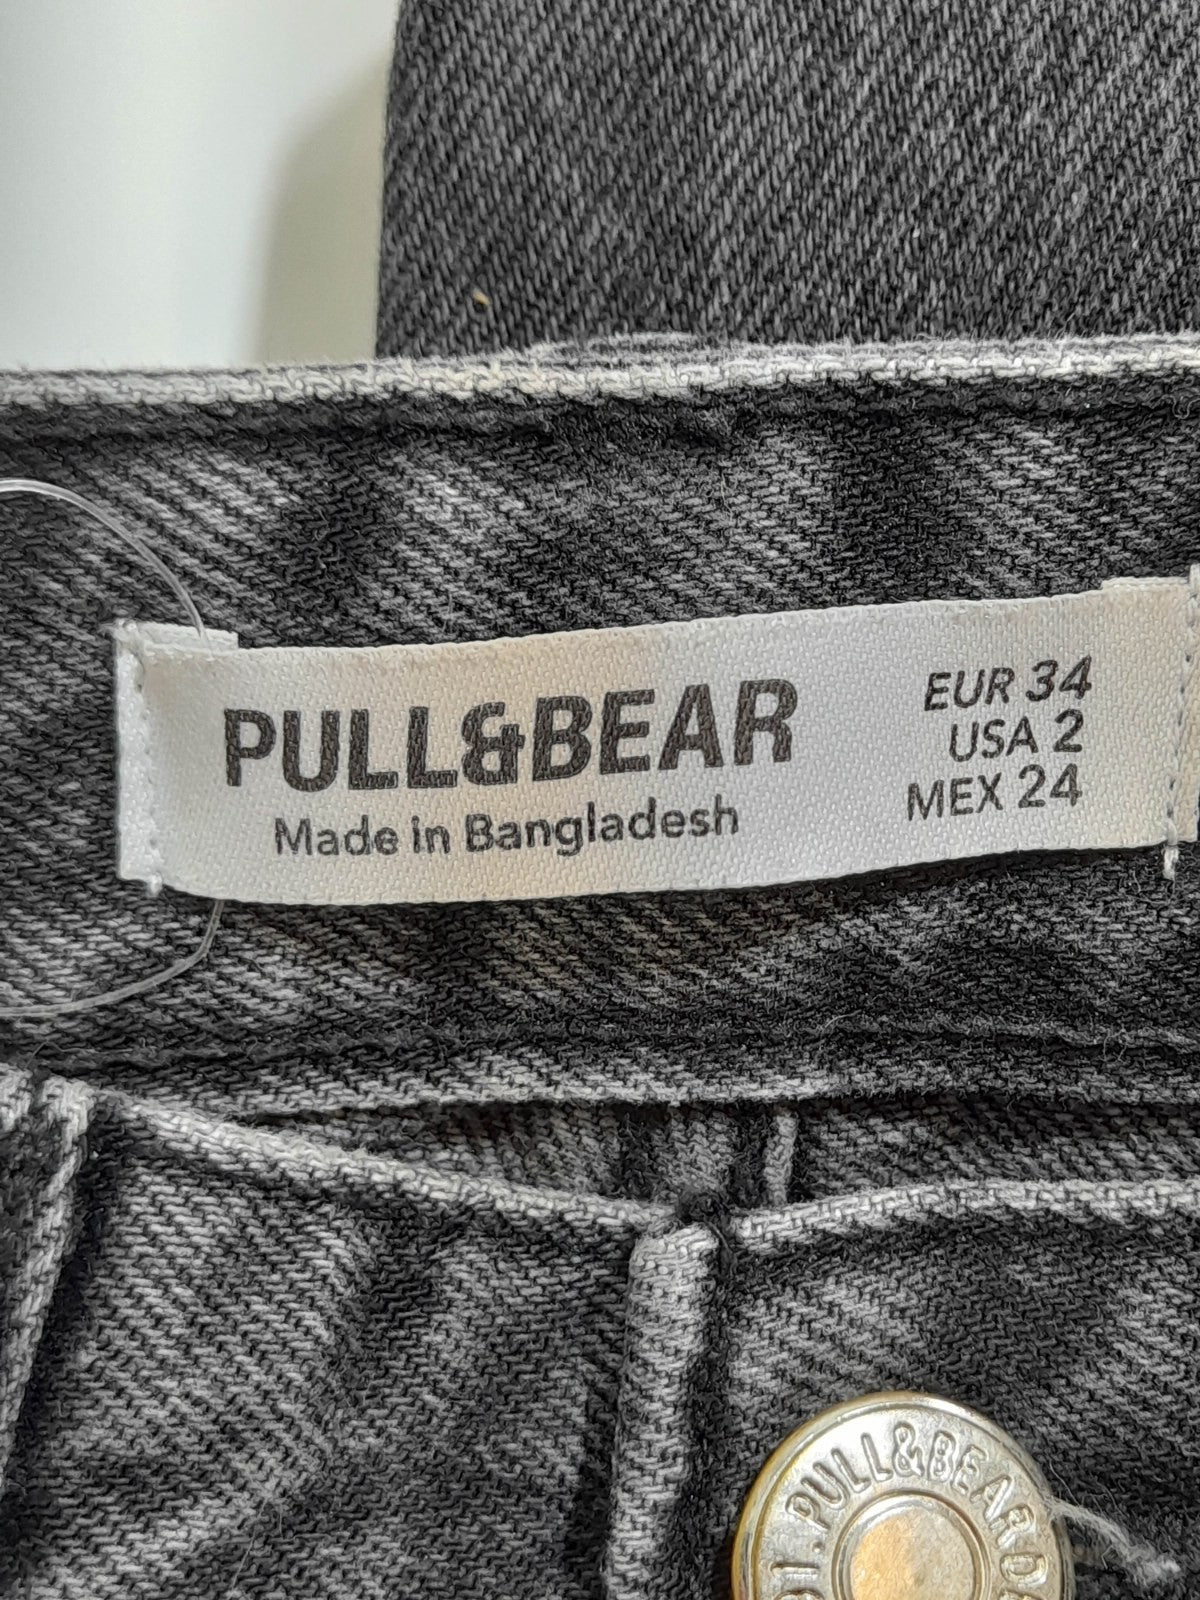 PULL&BEAR
Made in Bangladesh
EUR 34
USA 2
MEX 24
PULL&BEAR